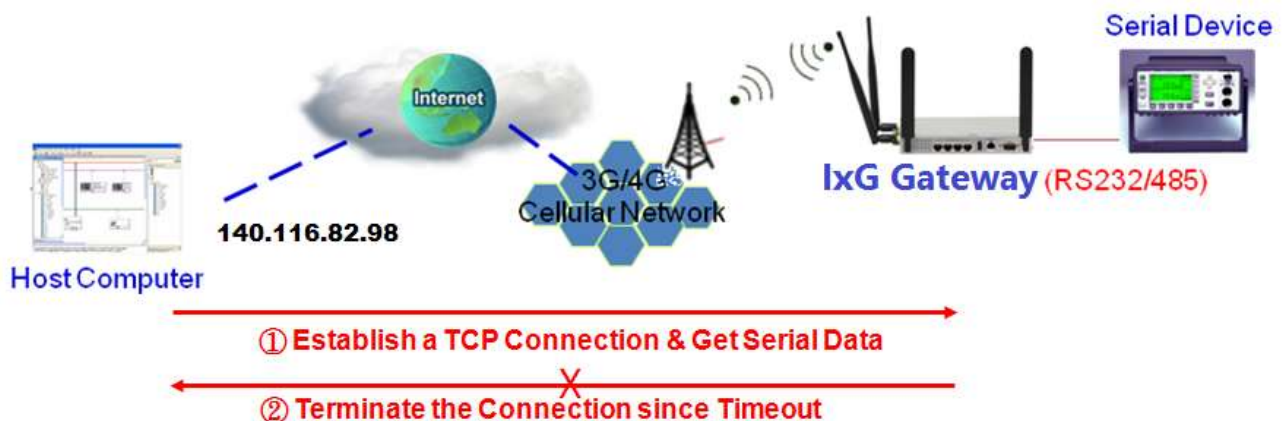 Serial Device
Internet
3G/4G
Cellular Network
IxG Gateway (RS232/485)
140.116.82.98
Host Computer
① Establish a TCP Connection & Get Serial Data
X
② Terminate the Connection since Timeout